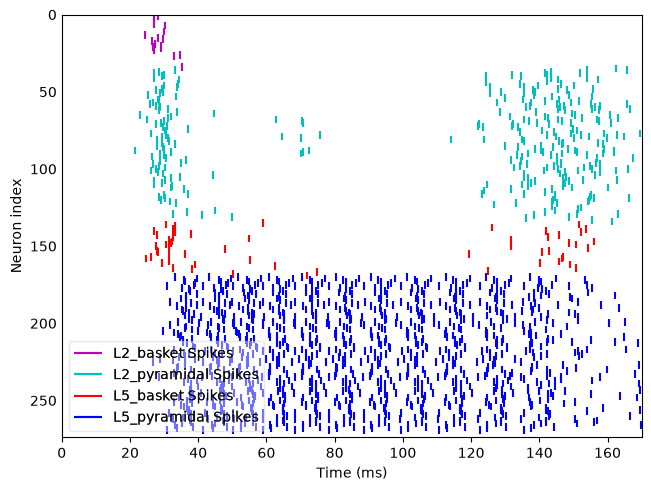 0
50
100
150
200
250
Neuron index
L2_basket Spikes
L2_pyramidal Spikes
L5_basket Spikes
L5_pyramidal Spikes
0 20 40 60 80 100 120 140 160
Time (ms)